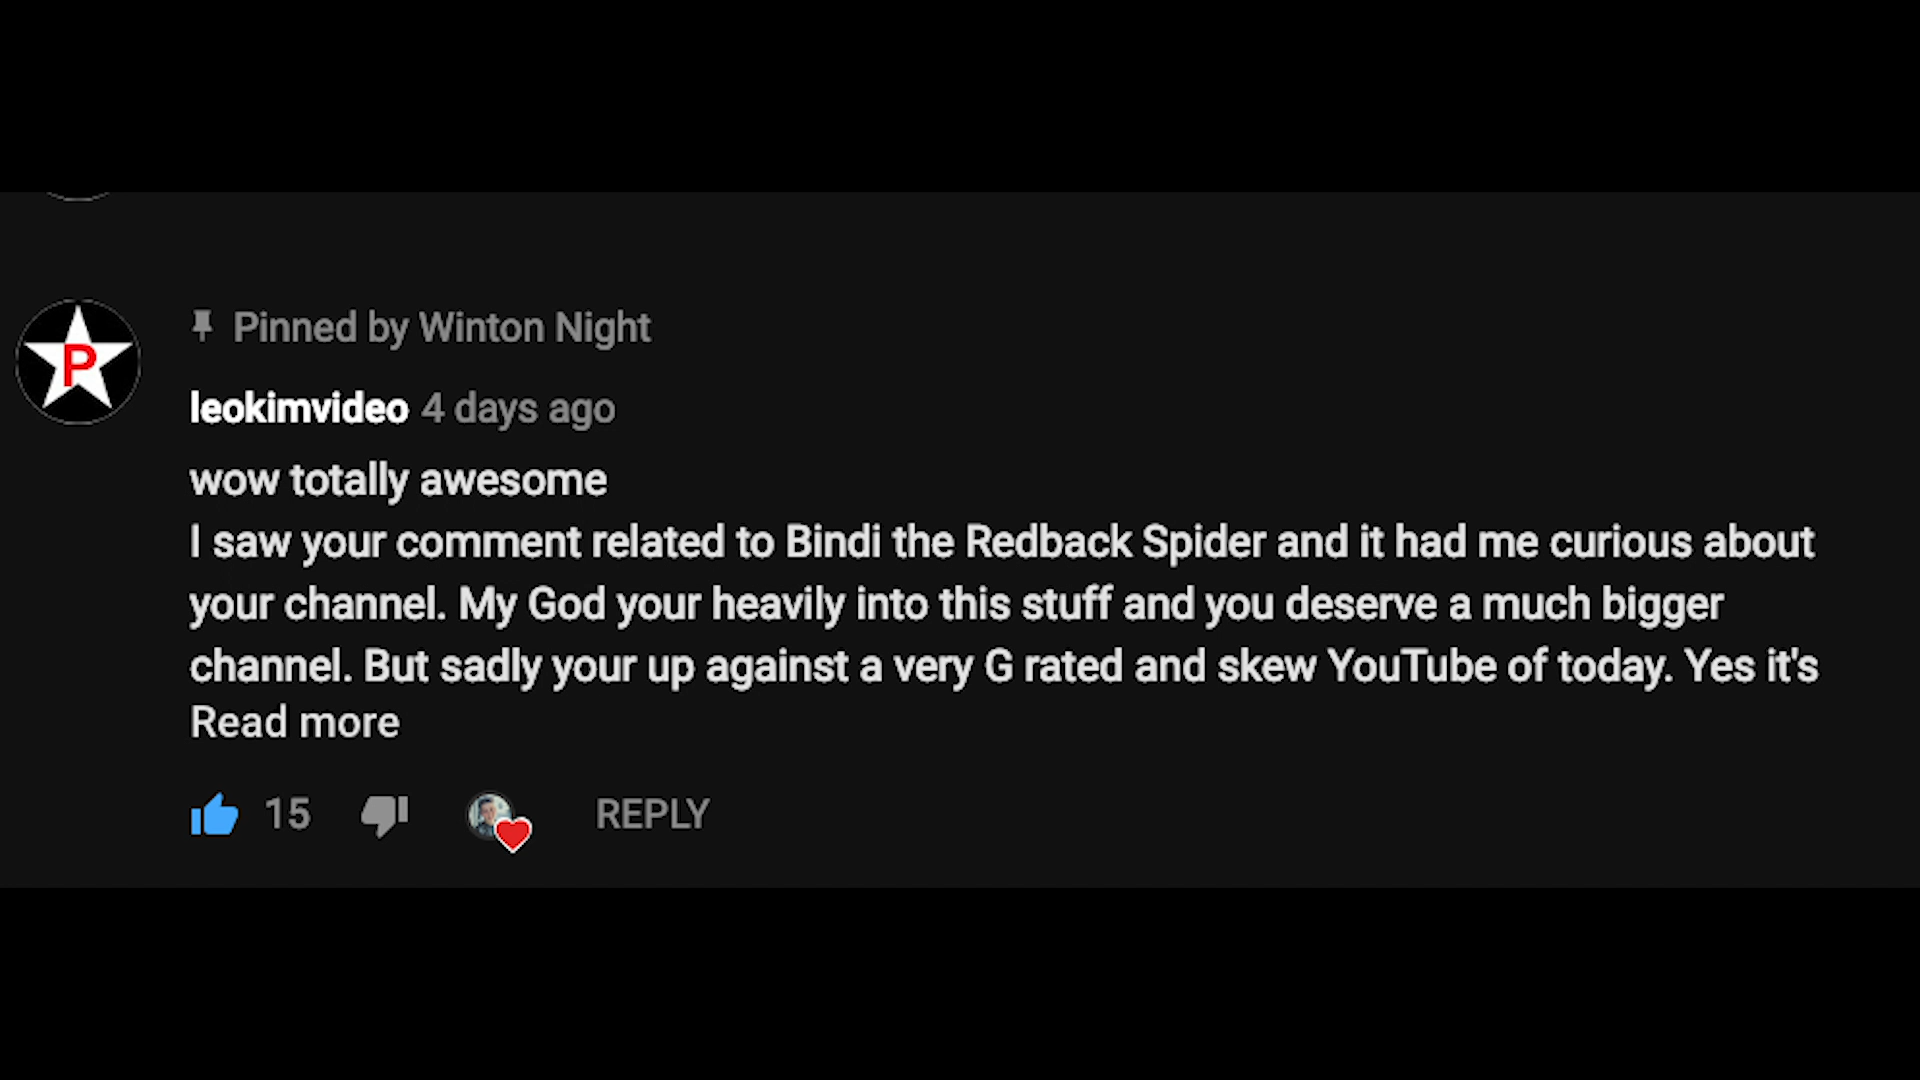 P
Pinned by Winton Night
leokimvideo 4 days ago
wow totally awesome
I saw your comment related to Bindi the Redback Spider and it had me curious about
your channel. My God your heavily into this stuff and you deserve a much bigger
channel. But sadly your up against a very G rated and skew YouTube of today. Yes it's
Read more
15 REPLY